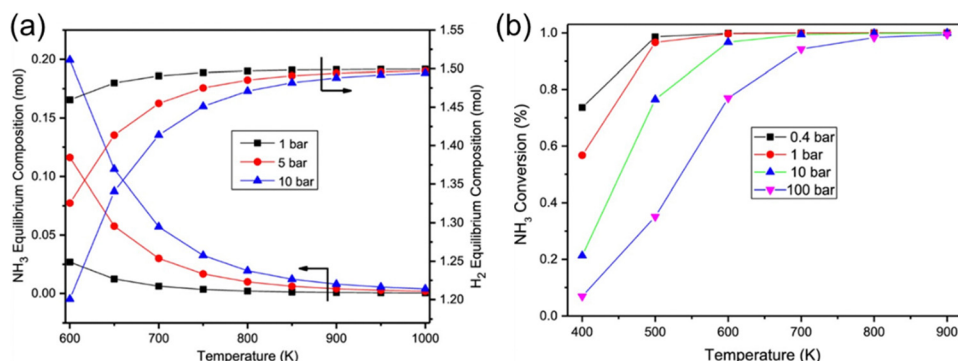 (a)
NH3 Equilibrium Composition (mol)
0.20
0.15
0.10
0.05
0.00
1 bar
5 bar
10 bar
1.55
1.50
1.45
1.40
1.35
1.30
1.25
1.20
H2 Equilibrium Composition (mol)
600 700 800 900 1000
Temperature (K)
(b)
NH3 Conversion (%)
1.0
0.8
0.6
0.4
0.2
0.0
0.4 bar
1 bar
10 bar
100 bar
400 500 600 700 800 900
Temperature (K)